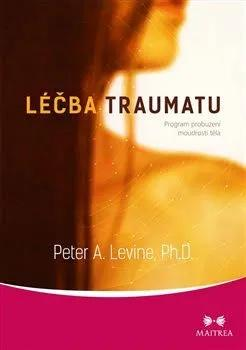 LÉČBA TRAUMATU
Program probuzení
moudrosti těla
Peter A. Levine, Ph.D.
MAITREA